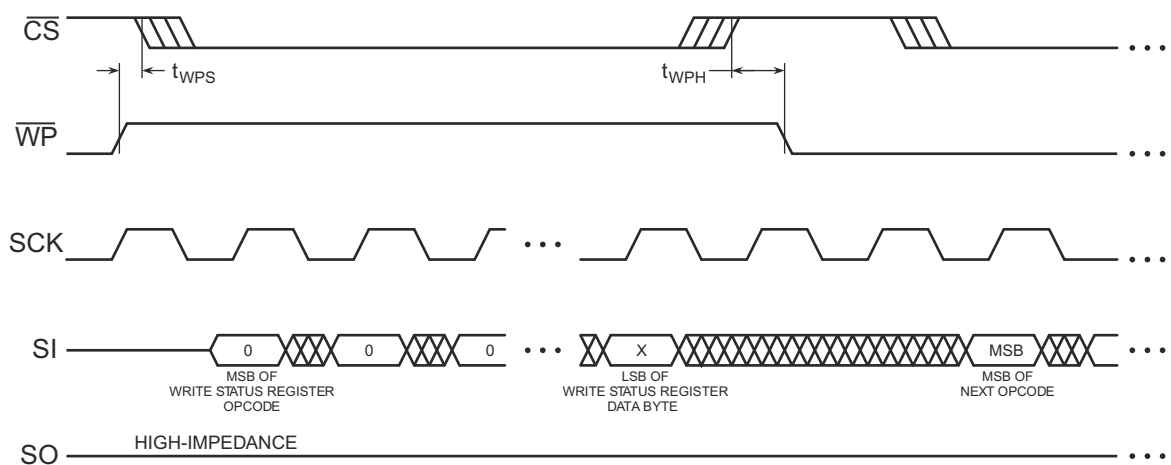 CS
• • •
tWPS
tWPH
WP
• • •
SCK
• • •
• • •
SI
0
0
0
• • •
X
MSB
• • •
MSB OF
WRITE STATUS REGISTER
OPCODE
LSB OF
WRITE STATUS REGISTER
DATA BYTE
MSB OF
NEXT OPCODE
HIGH-IMPEDANCE
SO
• • •